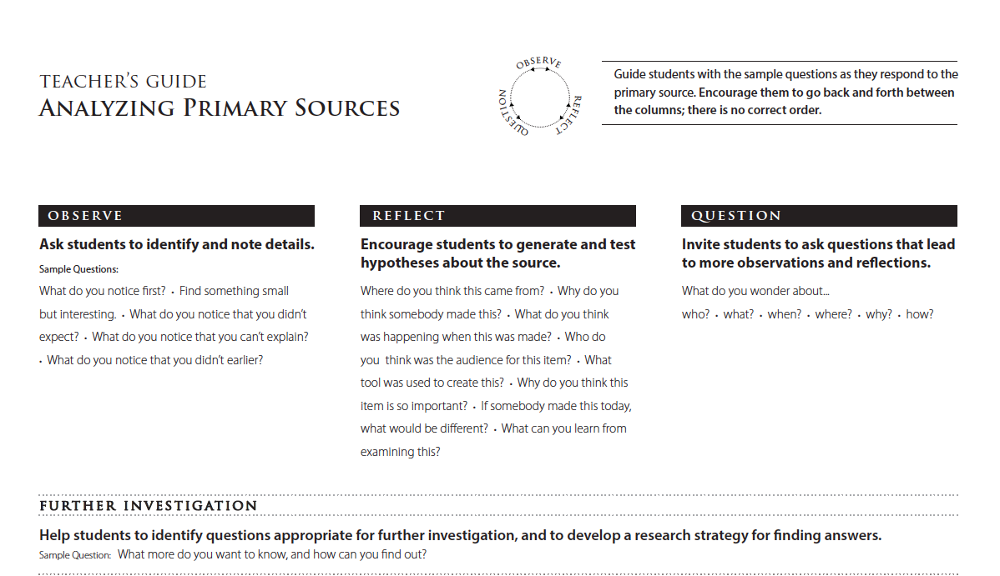 TEACHER'S GUIDE
ANALYZING PRIMARY SOURCES
OBSERVE
REFLECT
QUESTION
Guide students with the sample questions as they respond to the
primary source. Encourage them to go back and forth between
the columns; there is no correct order.
OBSERVE
Ask students to identify and note details.
Sample Questions:
What do you notice first? · Find something small
but interesting. · What do you notice that you didn't
expect? · What do you notice that you can't explain?
· What do you notice that you didn't earlier?
REFLECT
Encourage students to generate and test
hypotheses about the source.
Where do you think this came from? · Why do you
think somebody made this? · What do you think
was happening when this was made? · Who do
you  think was the audience for this item? · What
tool was used to create this? · Why do you think this
item is so important? · If somebody made this today,
what would be different? · What can you learn from
examining this?
QUESTION
Invite students to ask questions that lead
to more observations and reflections.
What do you wonder about...
who? · what? · when? · where? · why? · how?
FURTHER INVESTIGATION
Help students to identify questions appropriate for further investigation, and to develop a research strategy for finding answers.
Sample Question: What more do you want to know, and how can you find out?